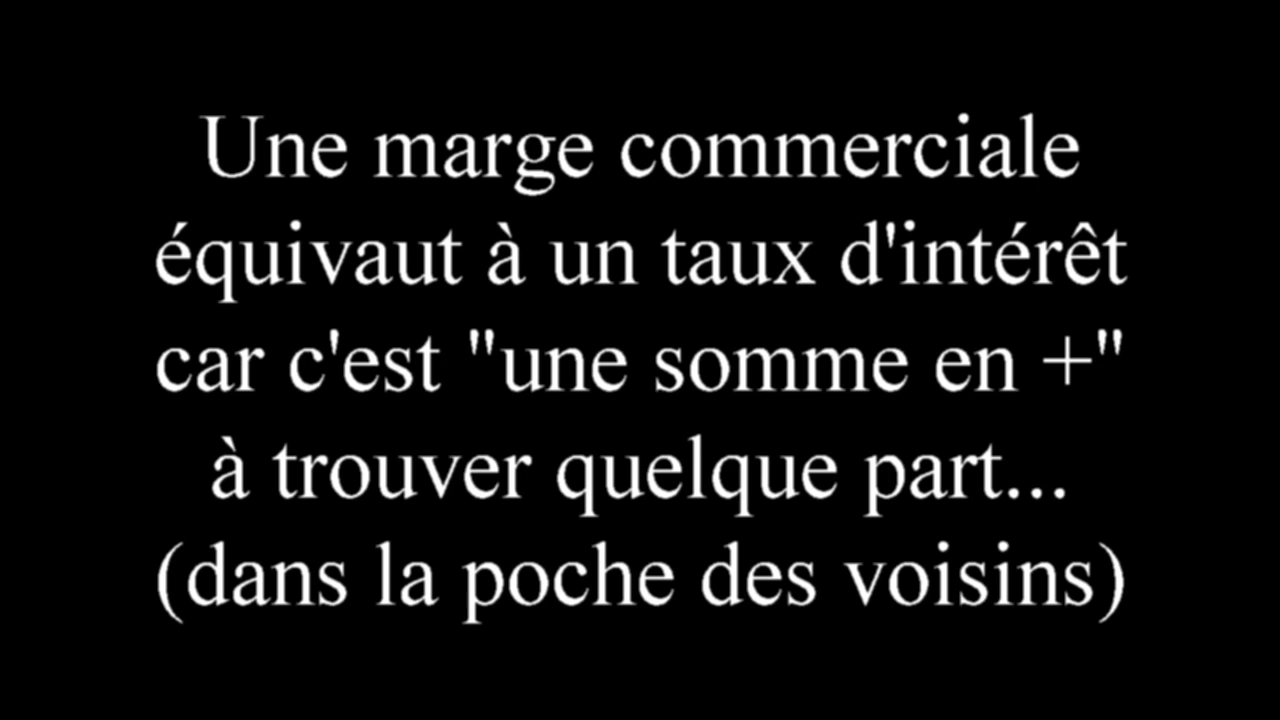 Une marge commerciale
équivaut à un taux d'intérêt
car c'est "une somme en +"
à trouver quelque part...
(dans la poche des voisins)